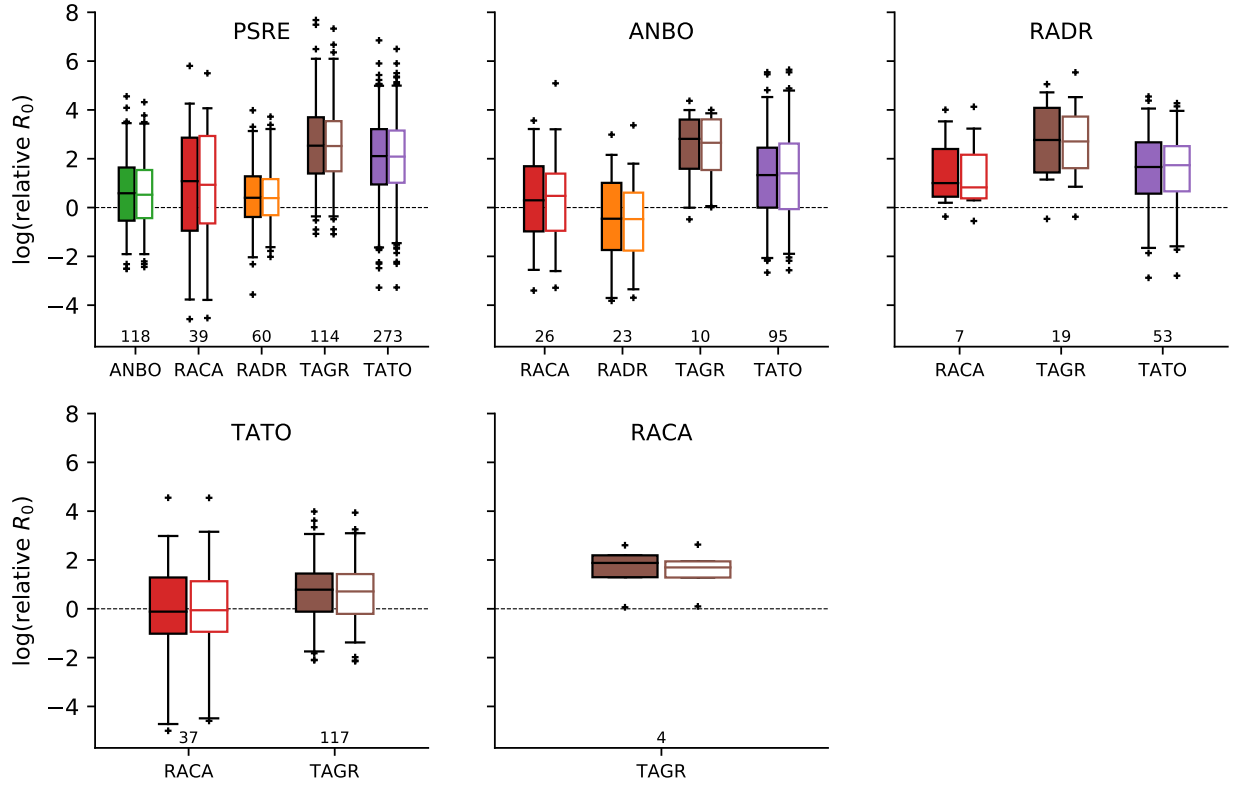 PSRE
ANBO
RADR
log(relative R₀)
8
6
4
2
0
−2
−4
118
39
60
114
273
26
23
10
95
7
19
53
ANBO
RACA
RADR
TAGR
TATO
RACA
RADR
TAGR
TATO
RACA
TAGR
TATO
TATO
RACA
log(relative R₀)
8
6
4
2
0
−2
−4
37
117
4
RACA
TAGR
TAGR